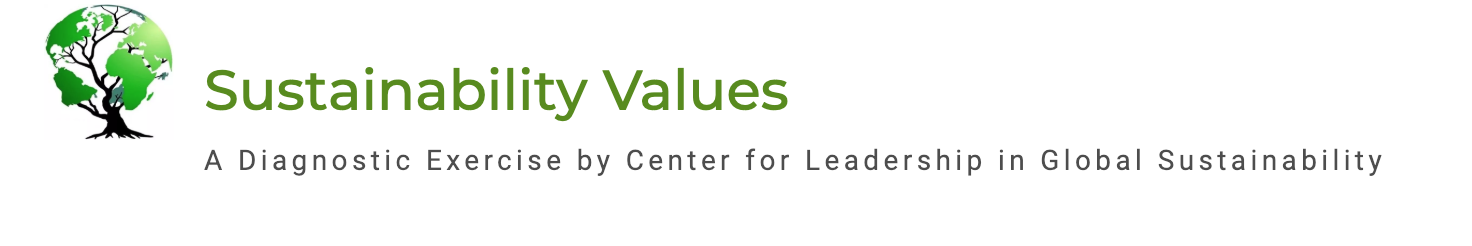 Sustainability Values
A Diagnostic Exercise by Center for Leadership in Global Sustainability